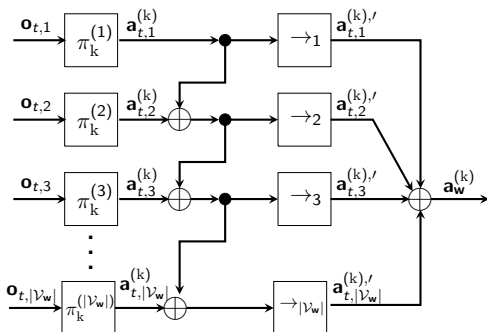 𝐨_{t,1} π_k^{(1)} 𝐚_{t,1}^{(k)} →_1 𝐚_{t,1}^{(k),′}
𝐨_{t,2} π_k^{(2)} 𝐚_{t,2}^{(k)} →_2 𝐚_{t,2}^{(k),′}
𝐨_{t,3} π_k^{(3)} 𝐚_{t,3}^{(k)} →_3 𝐚_{t,3}^{(k),′} 𝐚_𝐰^{(k)}
⋮
𝐨_{t,|𝒱_𝐰|} π_k^{(|𝒱_𝐰|)} 𝐚_{t,|𝒱_𝐰|}^{(k)} →_{|𝒱_𝐰|} 𝐚_{t,|𝒱_𝐰|}^{(k),′}